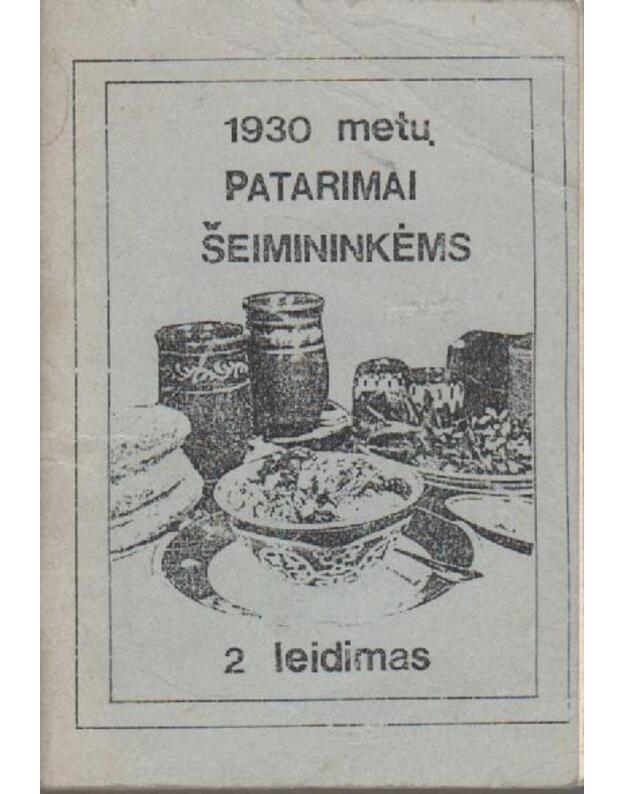 1930 metų
PATARIMAI
ŠEIMININKĖMS
2 leidimas